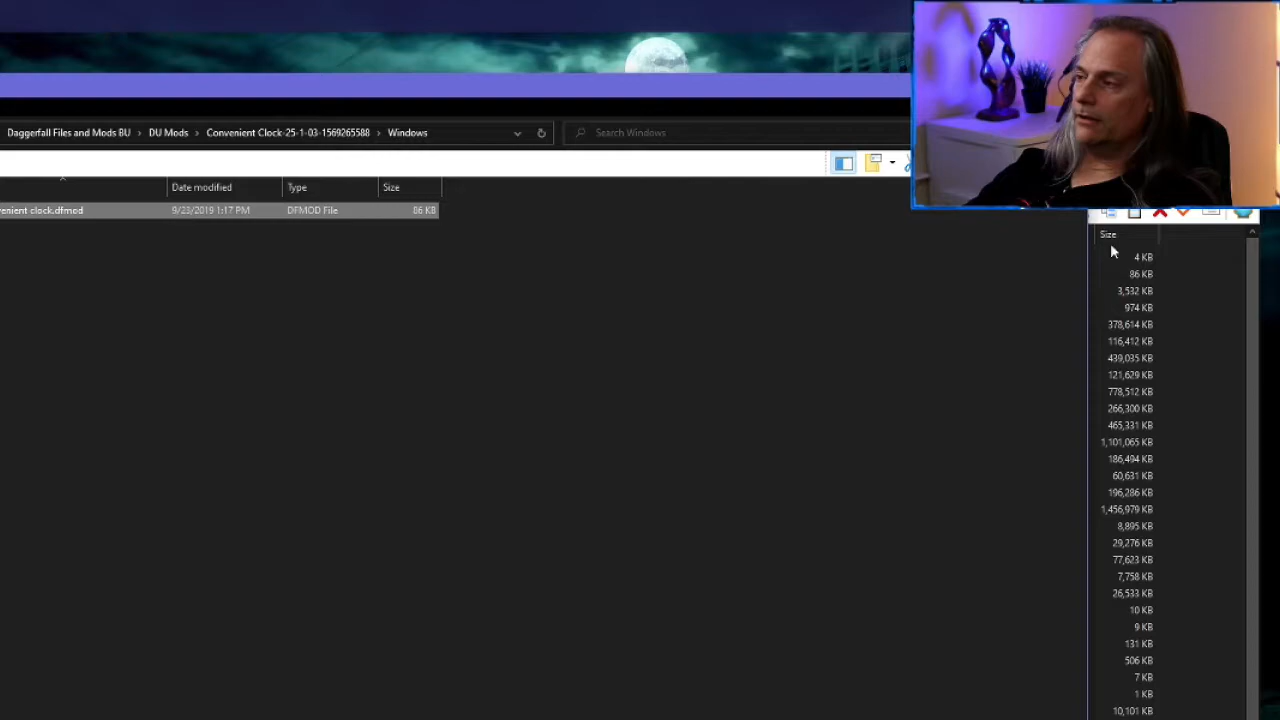 Daggerfall Files and Mods BU > DU Mods > Convenient Clock-25-1-03-1569265588 > Windows
Search Windows
Date modified Type Size
enient clock.dfmod 9/23/2019 1:17 PM DFMOD File 86 KB
Size
4 KB
86 KB
3,532 KB
974 KB
378,614 KB
116,412 KB
439,035 KB
121,629 KB
778,512 KB
266,300 KB
465,331 KB
1,101,065 KB
186,494 KB
60,631 KB
196,286 KB
1,456,979 KB
8,895 KB
29,276 KB
77,623 KB
7,758 KB
26,533 KB
10 KB
9 KB
131 KB
506 KB
7 KB
1 KB
10,101 KB